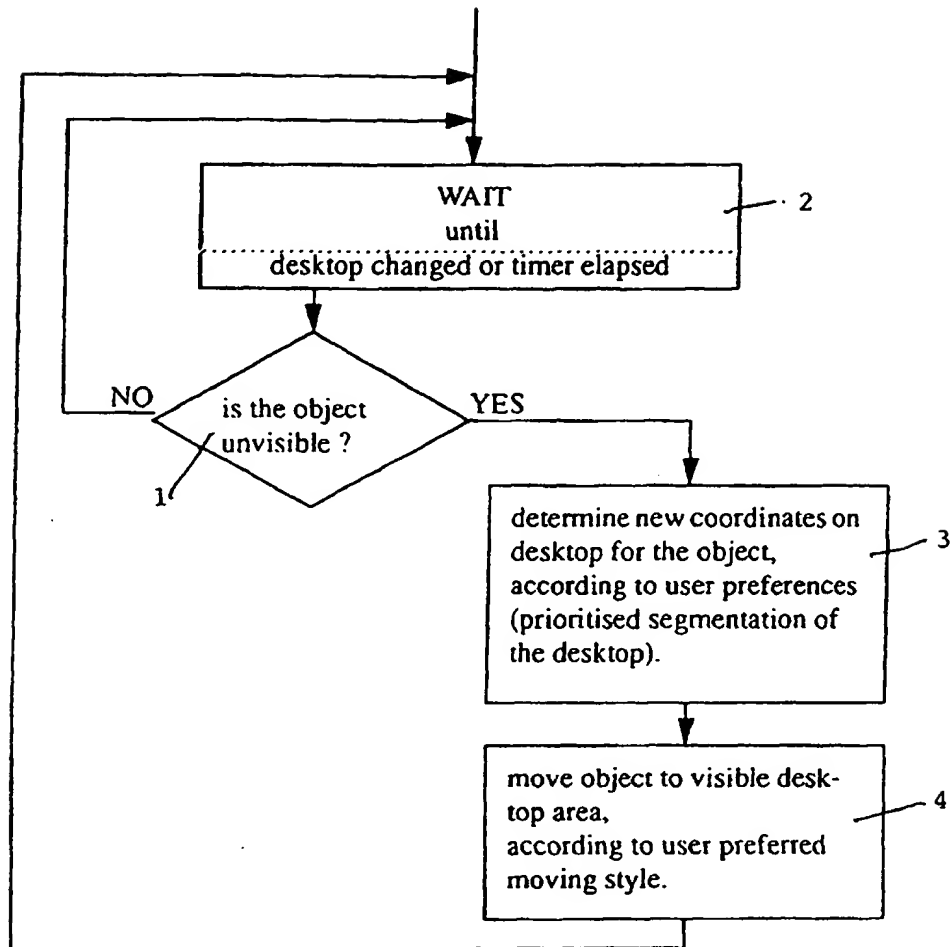 WAIT
until
desktop changed or timer elapsed
2
NO
YES
is the object
unvisible ?
1
determine new coordinates on
desktop for the object,
according to user preferences
(prioritised segmentation of
the desktop).
3
move object to visible desk-
top area,
according to user preferred
moving style.
4